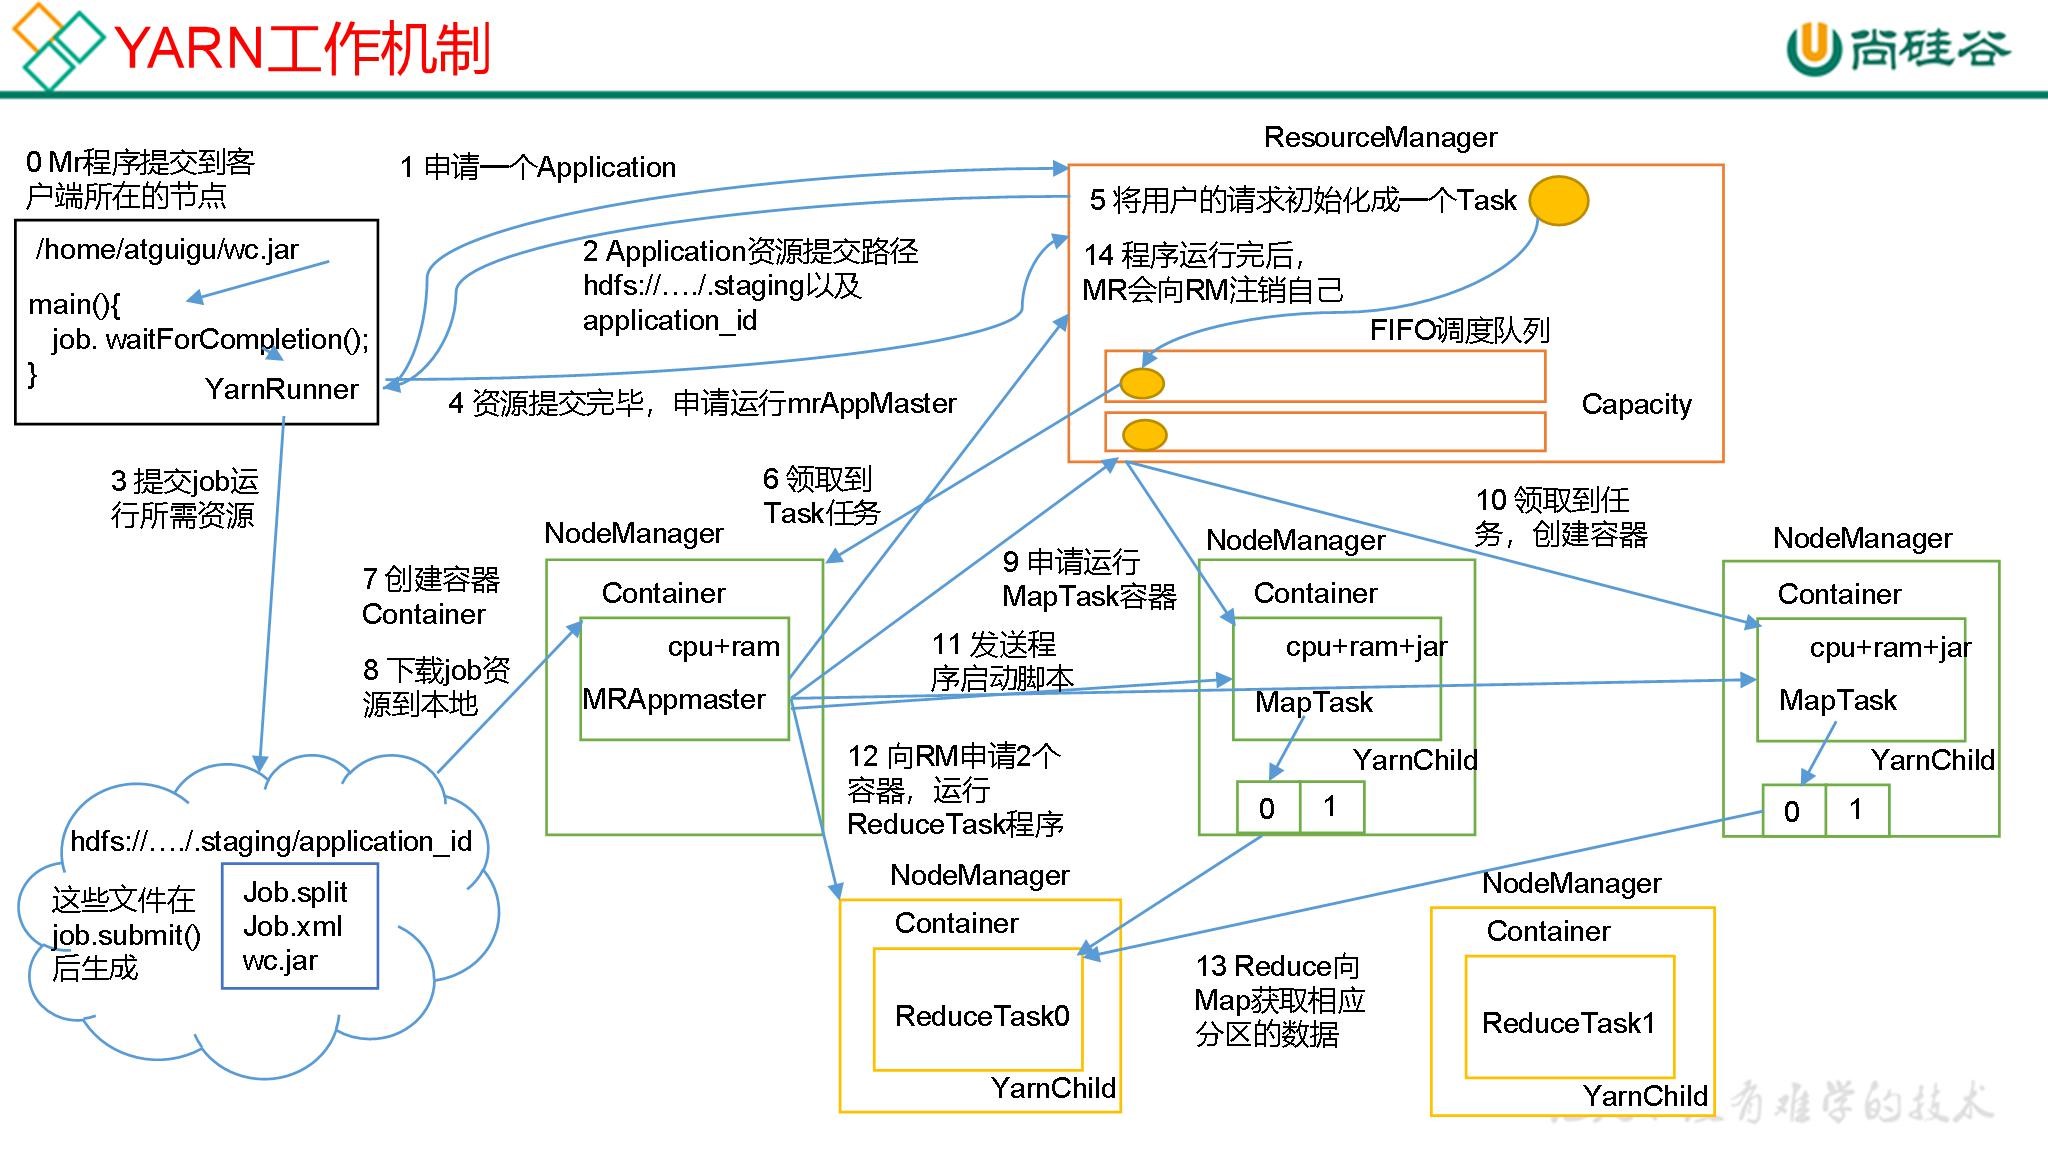 YARN工作机制
尚硅谷
0 Mr程序提交到客
户端所在的节点
/home/atguigu/wc.jar
main(){
job. waitForCompletion();
}
YarnRunner
1 申请一个Application
2 Application资源提交路径
hdfs://…./.staging以及
application_id
4 资源提交完毕，申请运行mrAppMaster
3 提交job运
行所需资源
ResourceManager
5 将用户的请求初始化成一个Task
14 程序运行完后，
MR会向RM注销自己
FIFO调度队列
Capacity
6 领取到
Task任务
7 创建容器
Container
8 下载job资
源到本地
NodeManager
Container
cpu+ram
MRAppmaster
9 申请运行
MapTask容器
11 发送程
序启动脚本
10 领取到任
务，创建容器
NodeManager
Container
cpu+ram+jar
MapTask
YarnChild
0
1
NodeManager
Container
cpu+ram+jar
MapTask
YarnChild
0
1
12 向RM申请2个
容器，运行
ReduceTask程序
hdfs://…./.staging/application_id
这些文件在
job.submit()
后生成
Job.split
Job.xml
wc.jar
NodeManager
Container
ReduceTask0
YarnChild
13 Reduce向
Map获取相应
分区的数据
NodeManager
Container
ReduceTask1
YarnChild
有难学的技术